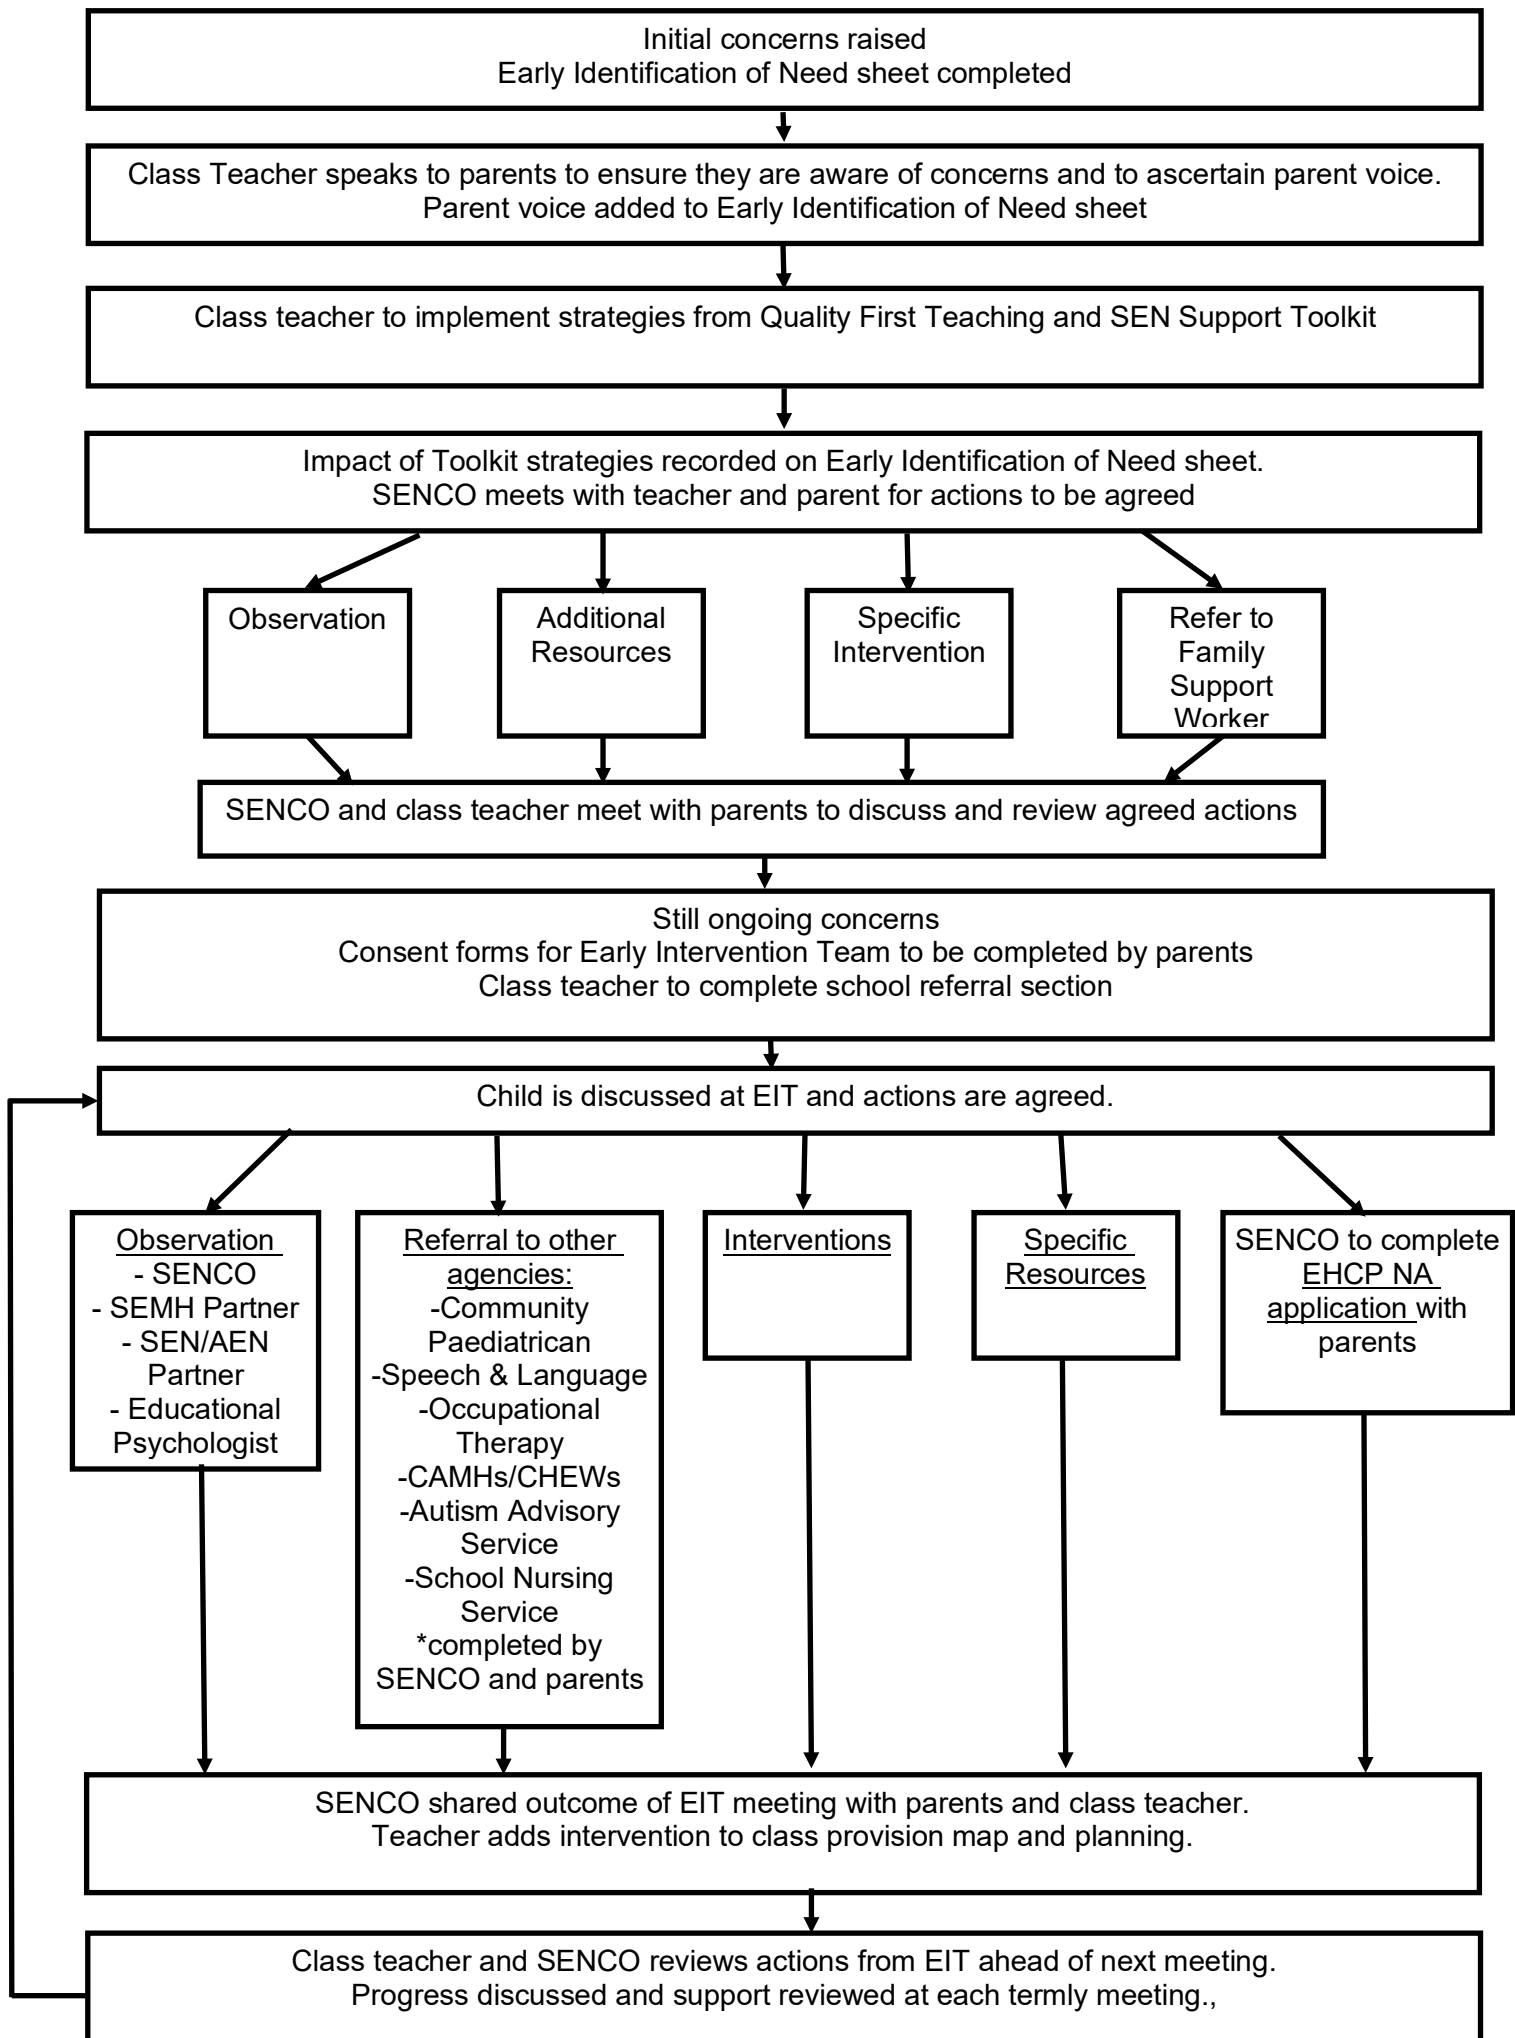 Initial concerns raised
Early Identification of Need sheet completed
Class Teacher speaks to parents to ensure they are aware of concerns and to ascertain parent voice.
Parent voice added to Early Identification of Need sheet
Class teacher to implement strategies from Quality First Teaching and SEN Support Toolkit
Impact of Toolkit strategies recorded on Early Identification of Need sheet.
SENCO meets with teacher and parent for actions to be agreed
Observation
Additional
Resources
Specific
Intervention
Refer to
Family
Support
Worker
SENCO and class teacher meet with parents to discuss and review agreed actions
Still ongoing concerns
Consent forms for Early Intervention Team to be completed by parents
Class teacher to complete school referral section
Child is discussed at EIT and actions are agreed.
Observation
- SENCO
- SEMH Partner
- SEN/AEN
Partner
- Educational
Psychologist
Referral to other
agencies:
-Community
Paediatrican
-Speech & Language
-Occupational
Therapy
-CAMHs/CHEWs
-Autism Advisory
Service
-School Nursing
Service
*completed by
SENCO and parents
Interventions
Specific
Resources
SENCO to complete
EHCP NA
application with
parents
SENCO shared outcome of EIT meeting with parents and class teacher.
Teacher adds intervention to class provision map and planning.
Class teacher and SENCO reviews actions from EIT ahead of next meeting.
Progress discussed and support reviewed at each termly meeting.,